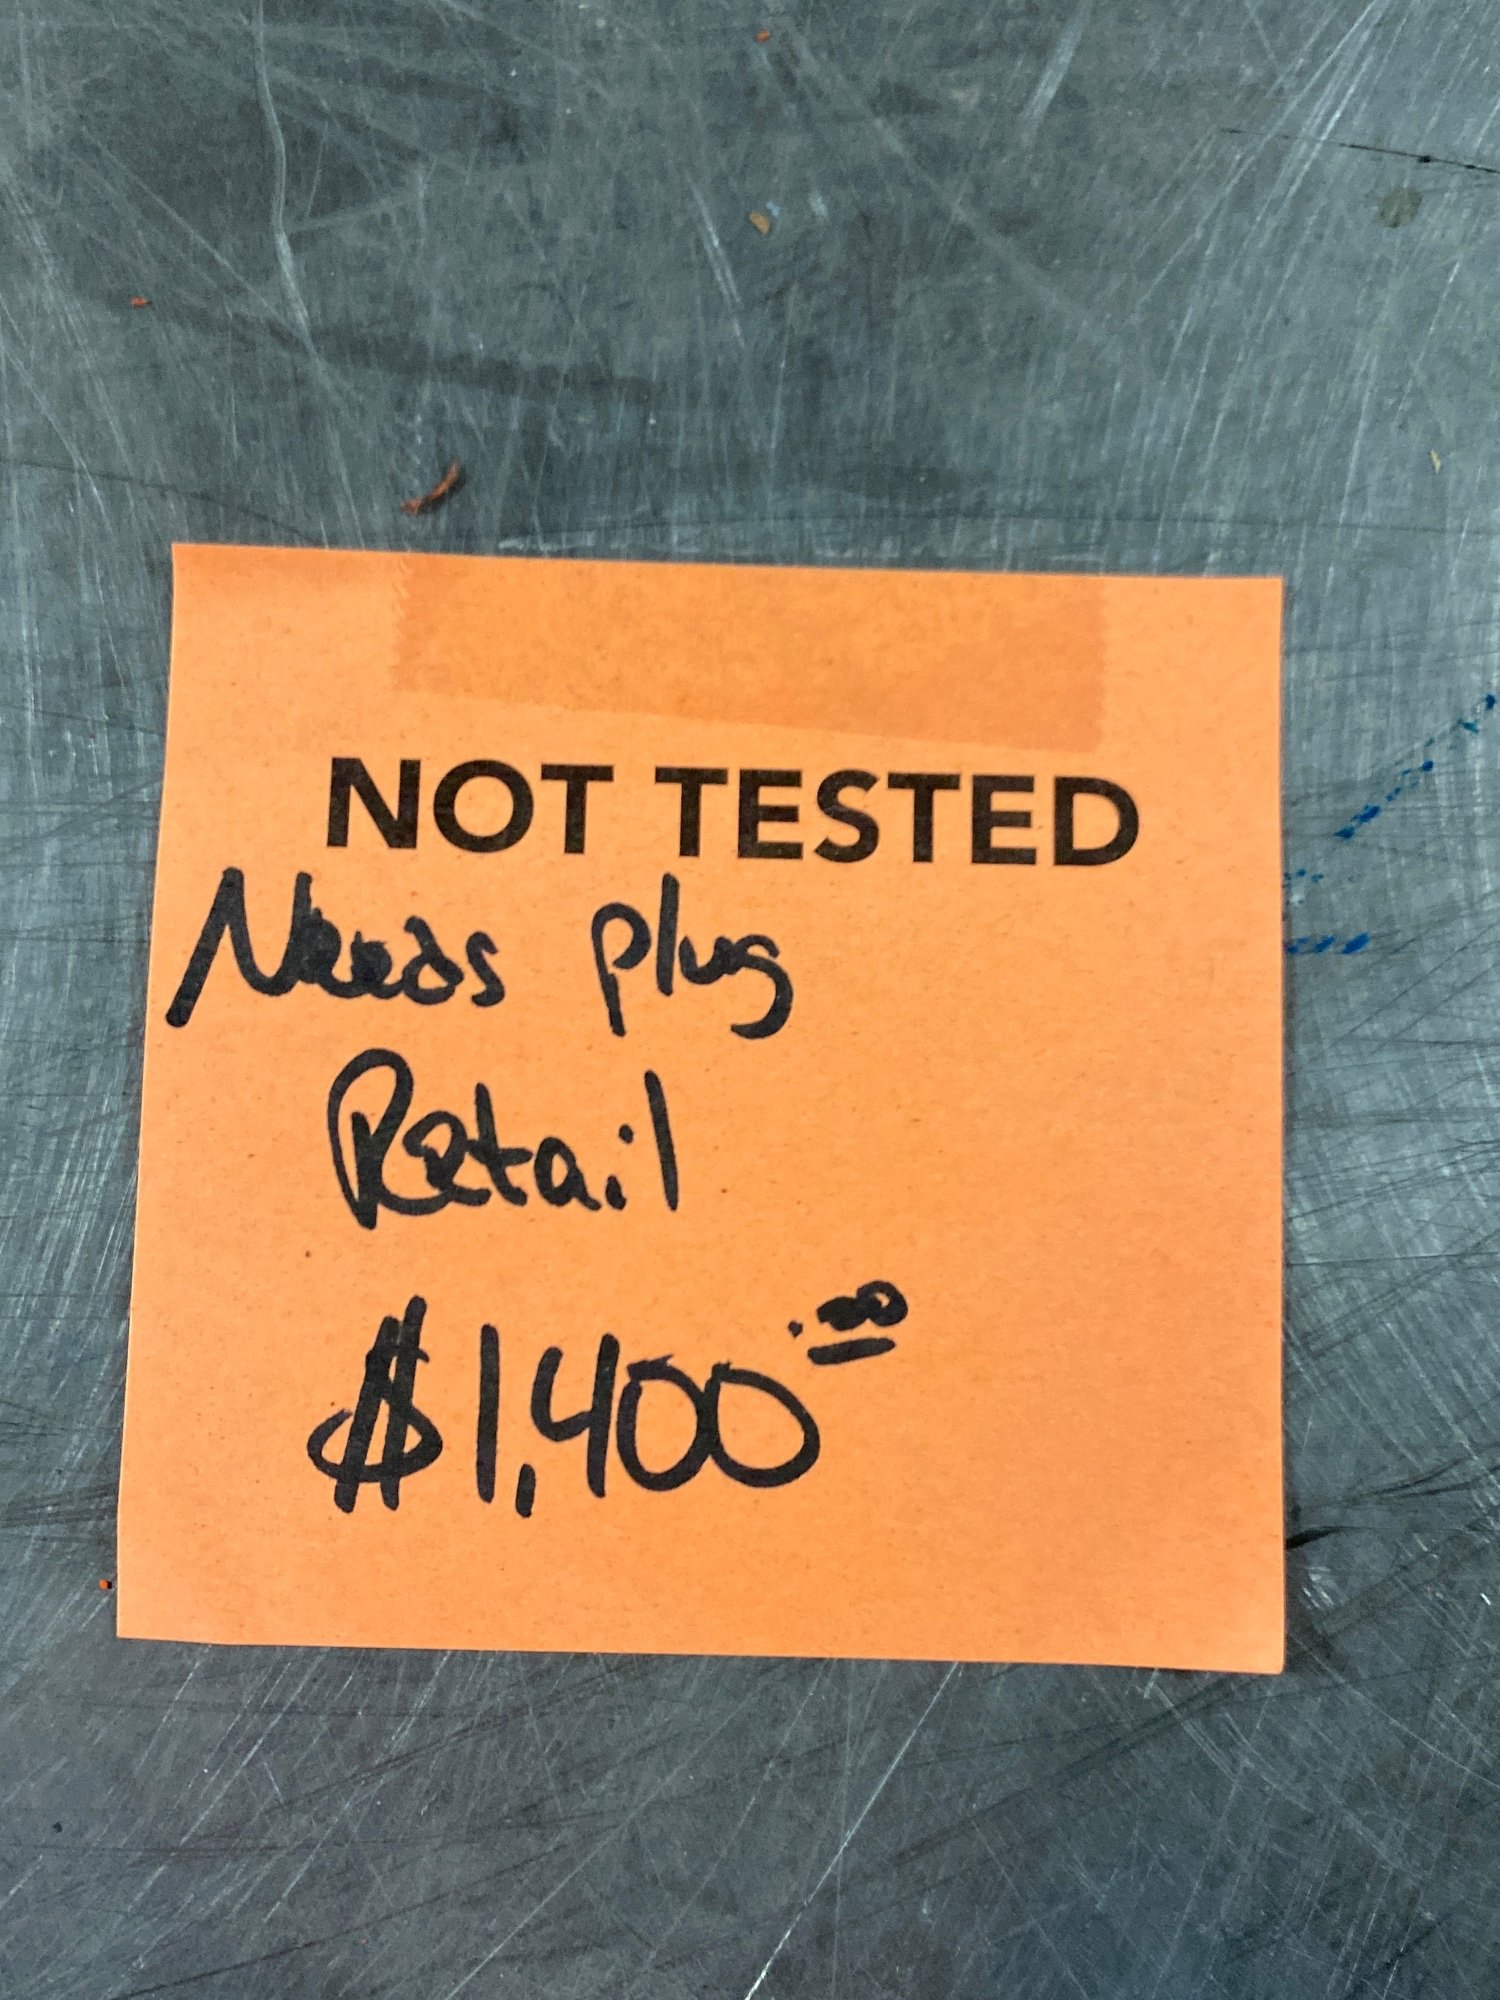 NOT TESTED
Needs plug
Retail
$1,400.00